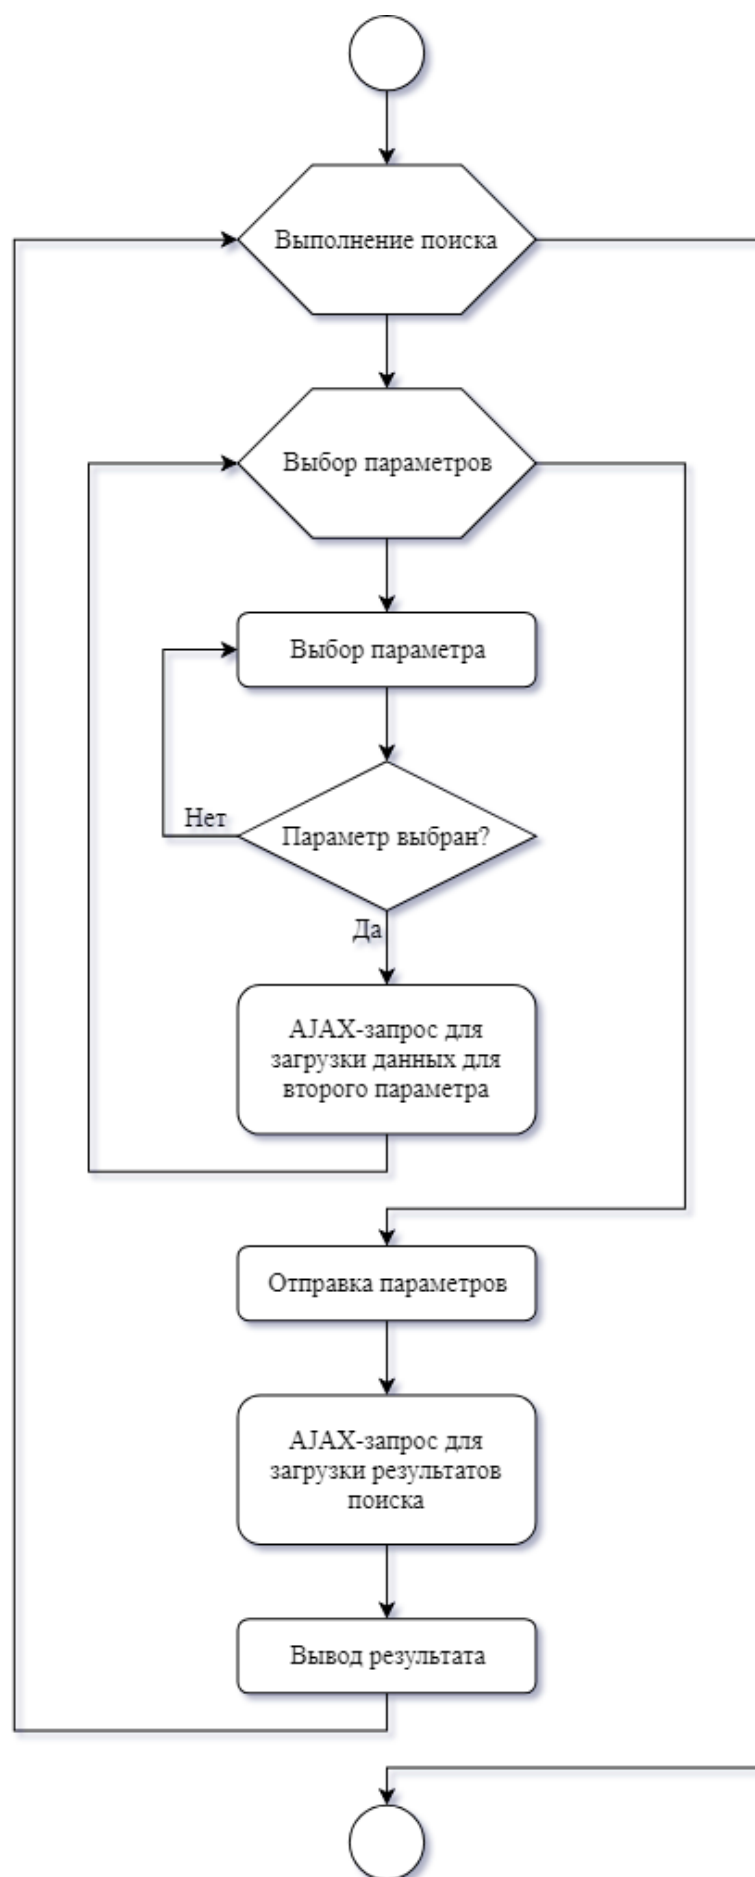 Выполнение поиска
Выбор параметров
Выбор параметра
Нет
Параметр выбран?
Да
AJAX-запрос для
загрузки данных для
второго параметра
Отправка параметров
AJAX-запрос для
загрузки результатов
поиска
Вывод результата